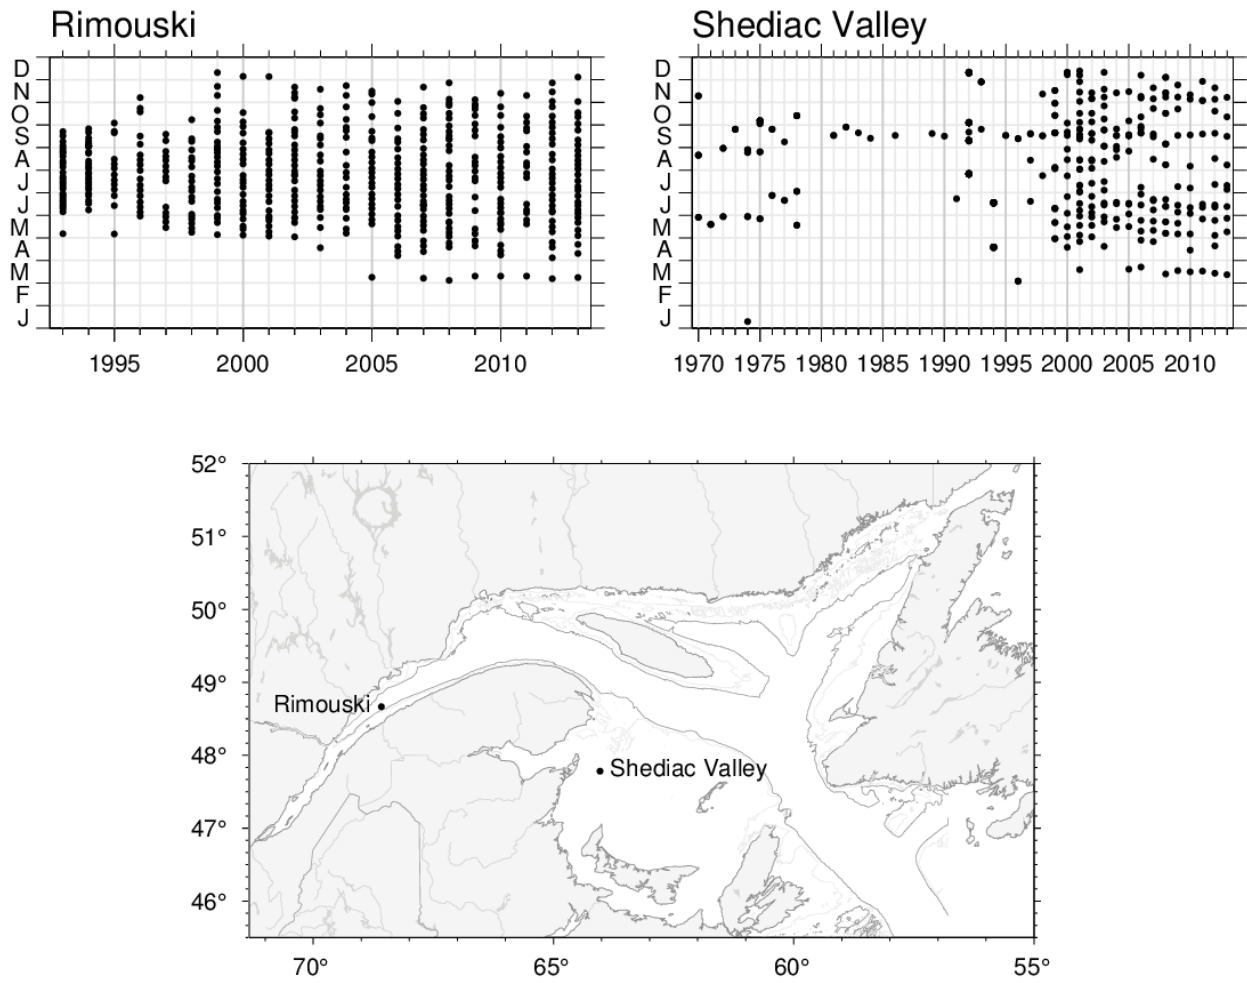 Rimouski
D
N
O
S
A
J
J
M
A
M
F
J
1995 2000 2005 2010
Shediac Valley
D
N
O
S
A
J
J
M
A
M
F
J
1970 1975 1980 1985 1990 1995 2000 2005 2010
52°
51°
50°
49°
48°
47°
46°
Rimouski
Shediac Valley
70° 65° 60° 55°